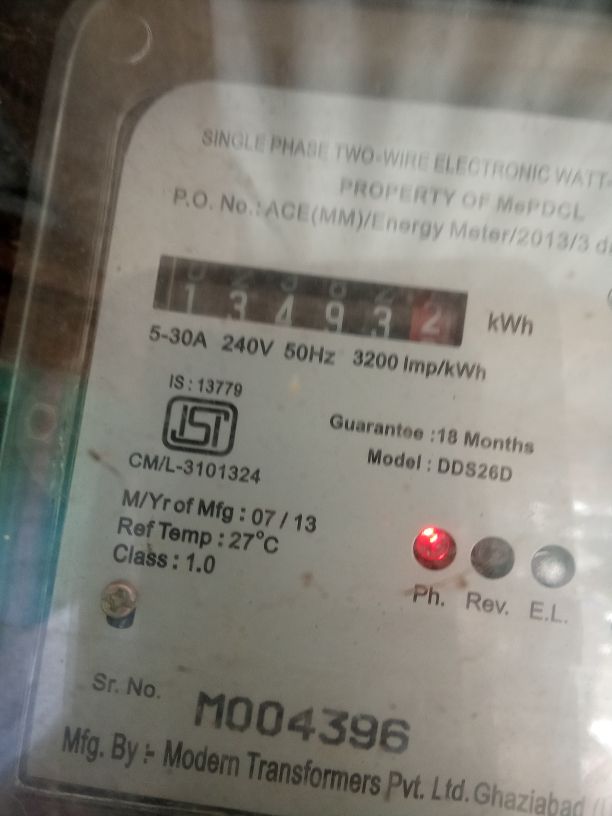 SINGLE PHASE TWO-WIRE ELECTRONIC WATT-
PROPERTY OF MePDCL
P.O. No.: ACE(MM)/Energy Meter/2013/3 da
1 3 4 9 3 2 kWh
5-30A 240V 50Hz 3200 Imp/kWh
IS : 13779
ISI
CM/L-3101324
Guarantee :18 Months
Model : DDS26D
M/Yr of Mfg : 07 / 13
Ref Temp : 27°C
Class : 1.0
Ph. Rev. E.L.
Sr. No. M004396
Mfg. By :- Modern Transformers Pvt. Ltd. Ghaziabad